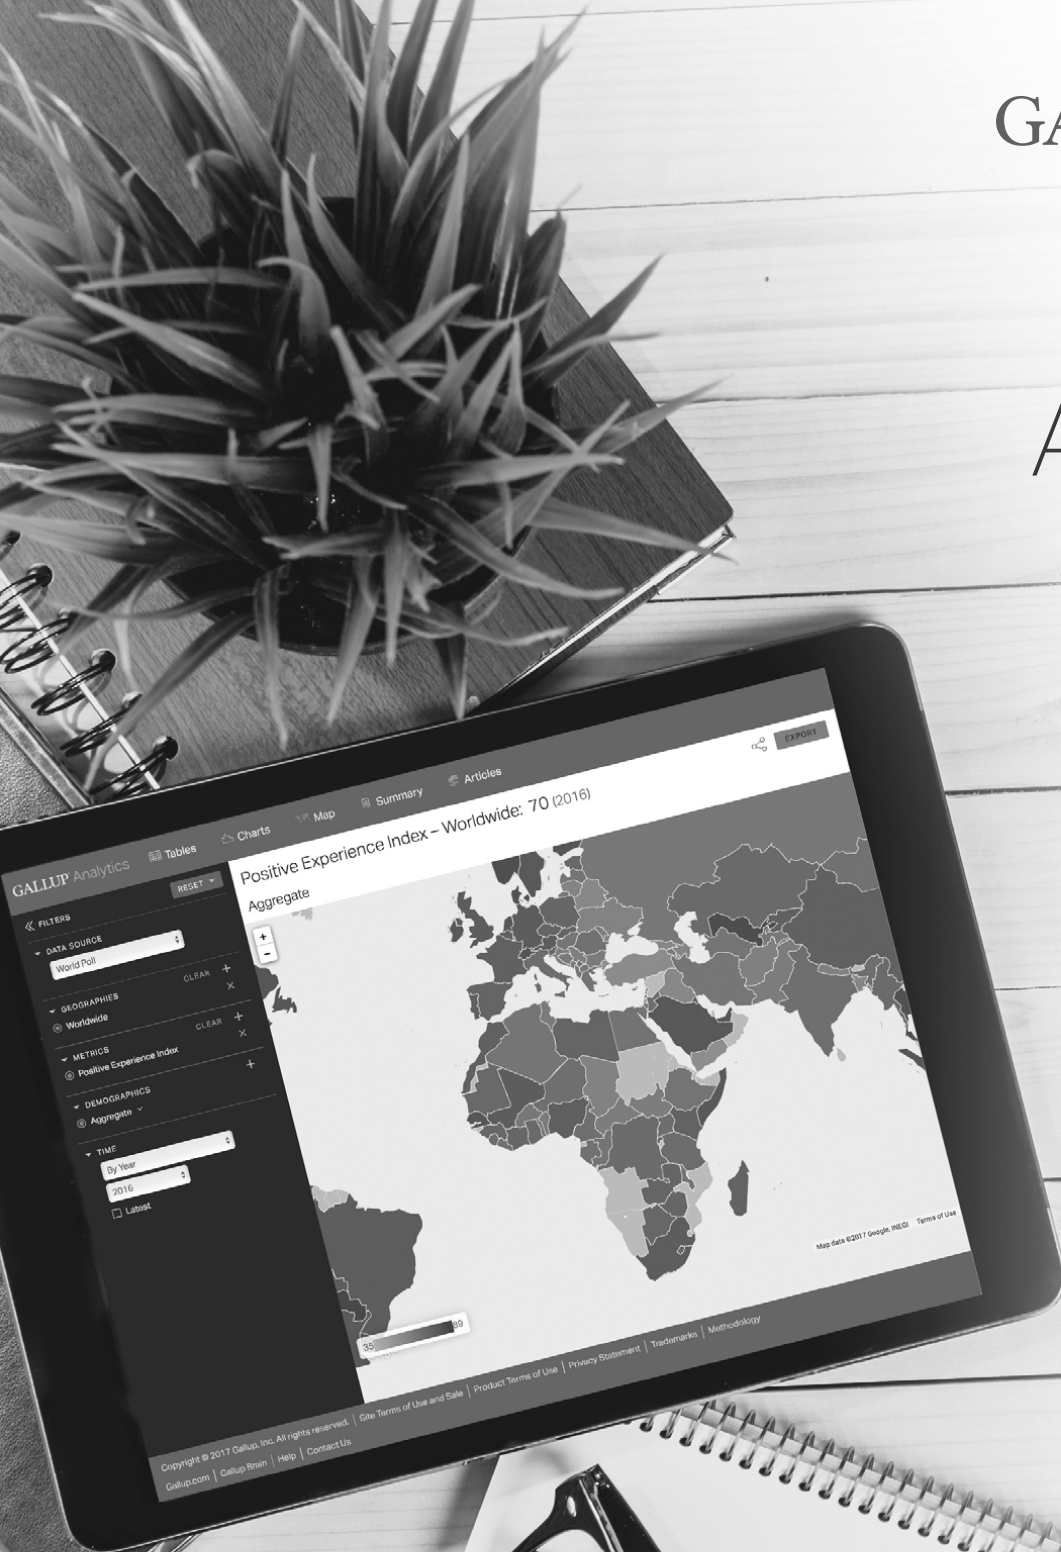 GA
A
GALLUP Analytics
Tables
Charts
Map
Summary
Articles
FILTERS
RESET
DATA SOURCE
World Poll
GEOGRAPHIES
CLEAR
Worldwide
METRICS
CLEAR
Positive Experience Index
DEMOGRAPHICS
Aggregate
TIME
By Year
2016
Latest
Positive Experience Index – Worldwide: 70 (2016)
EXPORT
Aggregate
+
-
35
89
Map data ©2017 Google, INEGI Terms of Use
Copyright © 2017 Gallup, Inc. All rights reserved. | Site Terms of Use and Sale | Product Terms of Use | Privacy Statement | Trademarks | Methodology
Gallup.com | Gallup Brain | Help | Contact Us